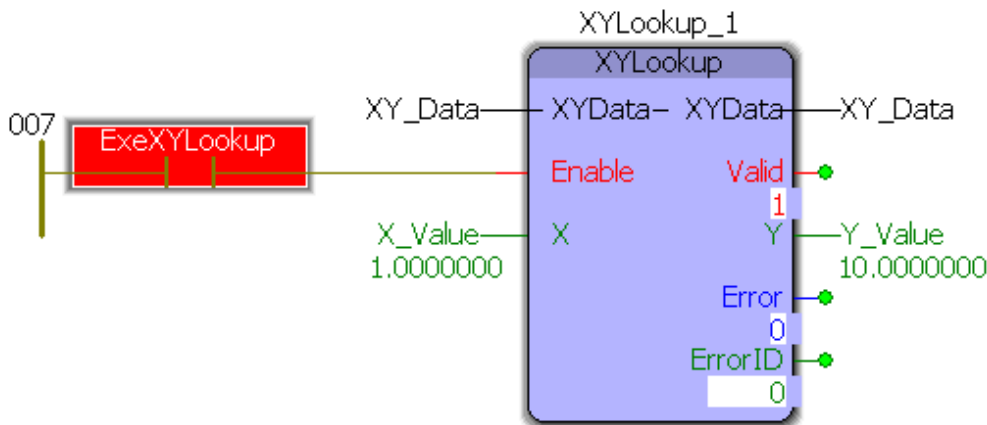 XYLookup_1
XYLookup
XY_Data XYData XYData XY_Data
007
ExeXYLookup
Enable Valid
1
X_Value X Y Y_Value
1.0000000 10.0000000
Error
0
ErrorID
0